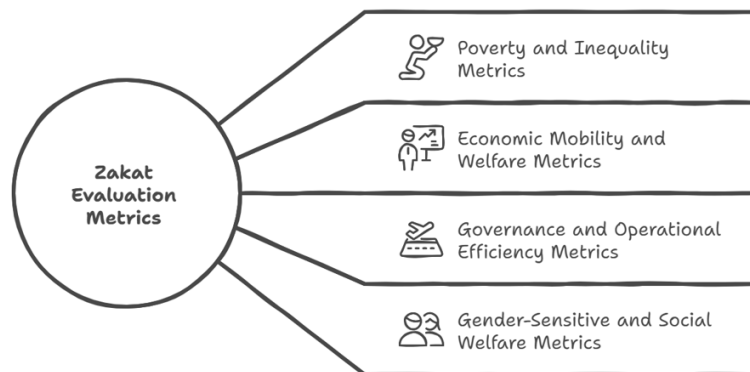 Zakat
Evaluation
Metrics
Poverty and Inequality
Metrics
Economic Mobility and
Welfare Metrics
Governance and Operational
Efficiency Metrics
Gender-Sensitive and Social
Welfare Metrics